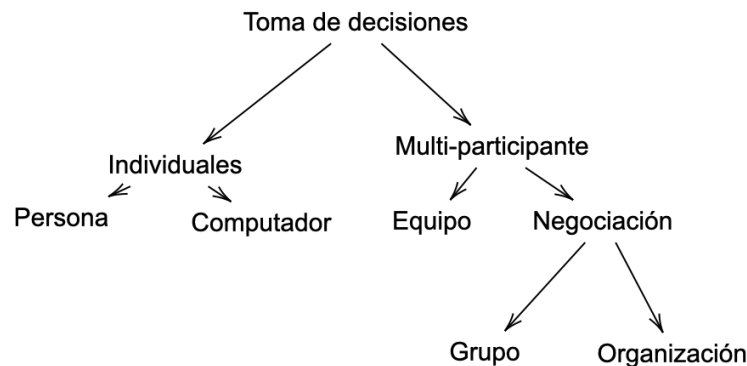 Toma de decisiones
Individuales
Multi-participante
Persona
Computador
Equipo
Negociación
Grupo
Organización